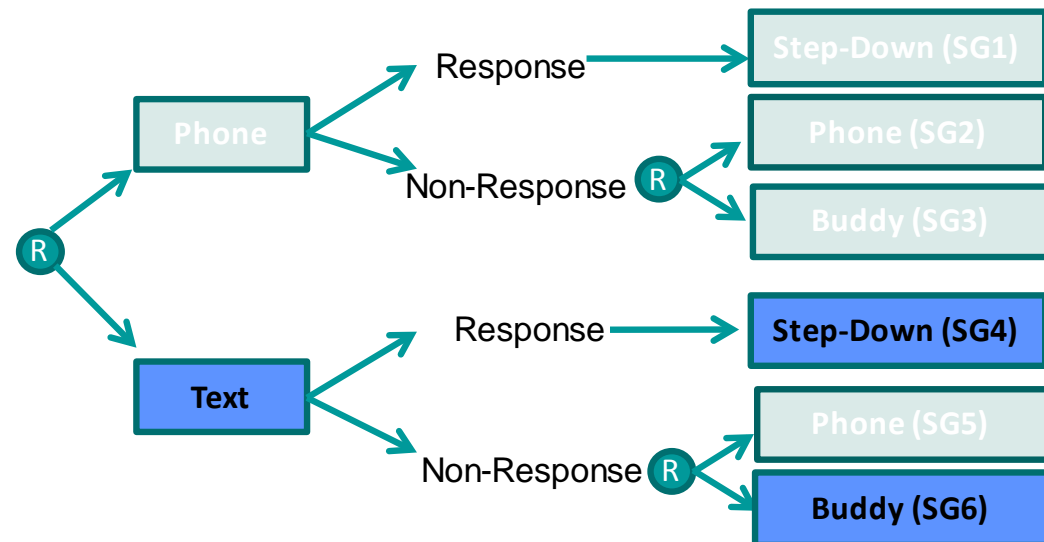 Step-Down (SG1)
Response
Phone
Phone (SG2)
Non-Response
R
Buddy (SG3)
R
Step-Down (SG4)
Response
Text
Phone (SG5)
Non-Response
R
Buddy (SG6)